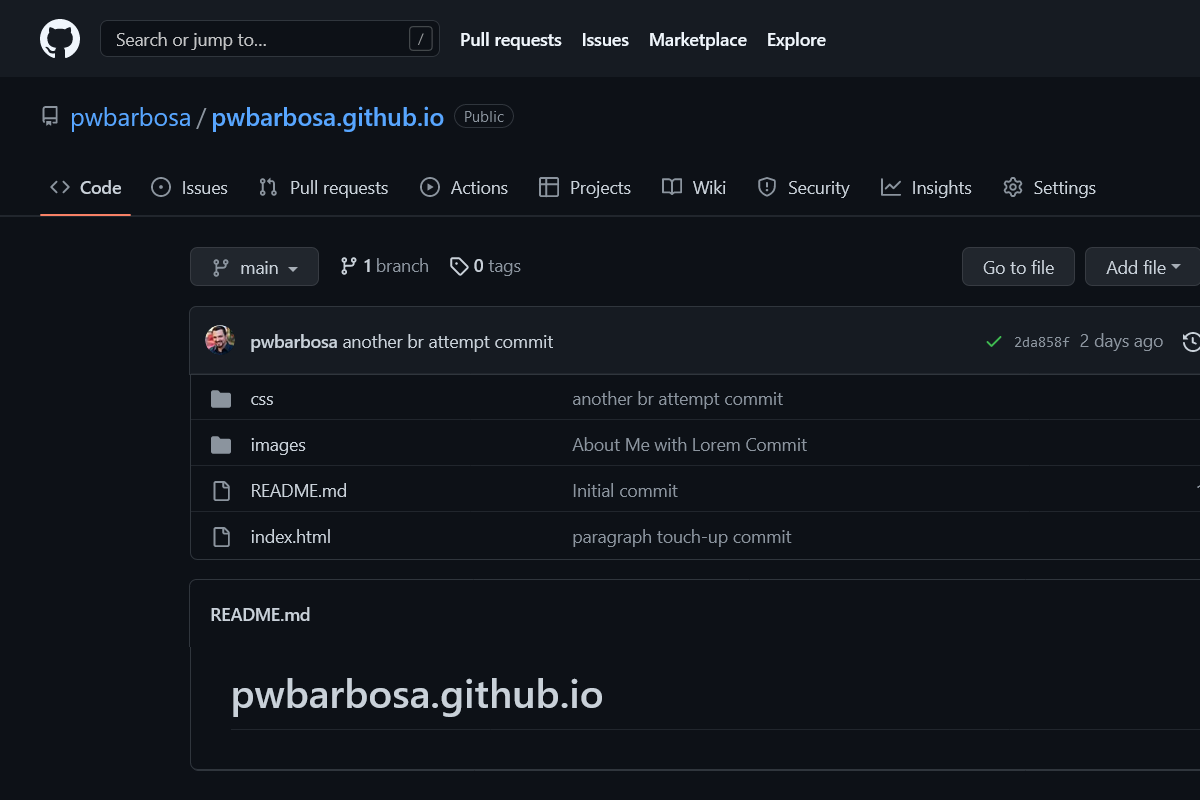 Search or jump to... / Pull requests Issues Marketplace Explore
pwbarbosa / pwbarbosa.github.io Public
Code Issues Pull requests Actions Projects Wiki Security Insights Settings
main 1 branch 0 tags Go to file Add file
pwbarbosa another br attempt commit 2da858f 2 days ago
css another br attempt commit
images About Me with Lorem Commit
README.md Initial commit
index.html paragraph touch-up commit
README.md
pwbarbosa.github.io